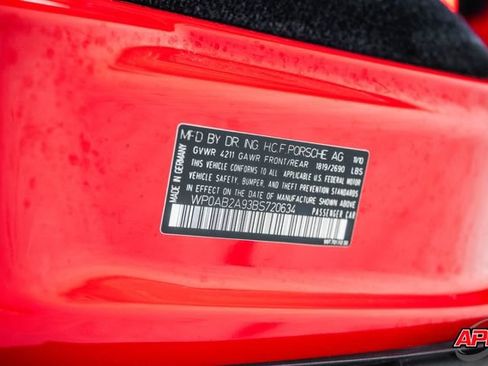 MFD BY DR. ING. H.C.F. PORSCHE AG 11/10
GVWR 4211 GAWR FRONT/REAR 1819/2690 LBS
THIS VEHICLE CONFORMS TO ALL APPLICABLE U.S. FEDERAL MOTOR
VEHICLE SAFETY, BUMPER, AND THEFT PREVENTION STANDARDS
IN EFFECT ON THE DATE OF MANUFACTURE SHOWN ABOVE.
WP0AB2A93BS720634
PASSENGER CAR
MADE IN GERMANY